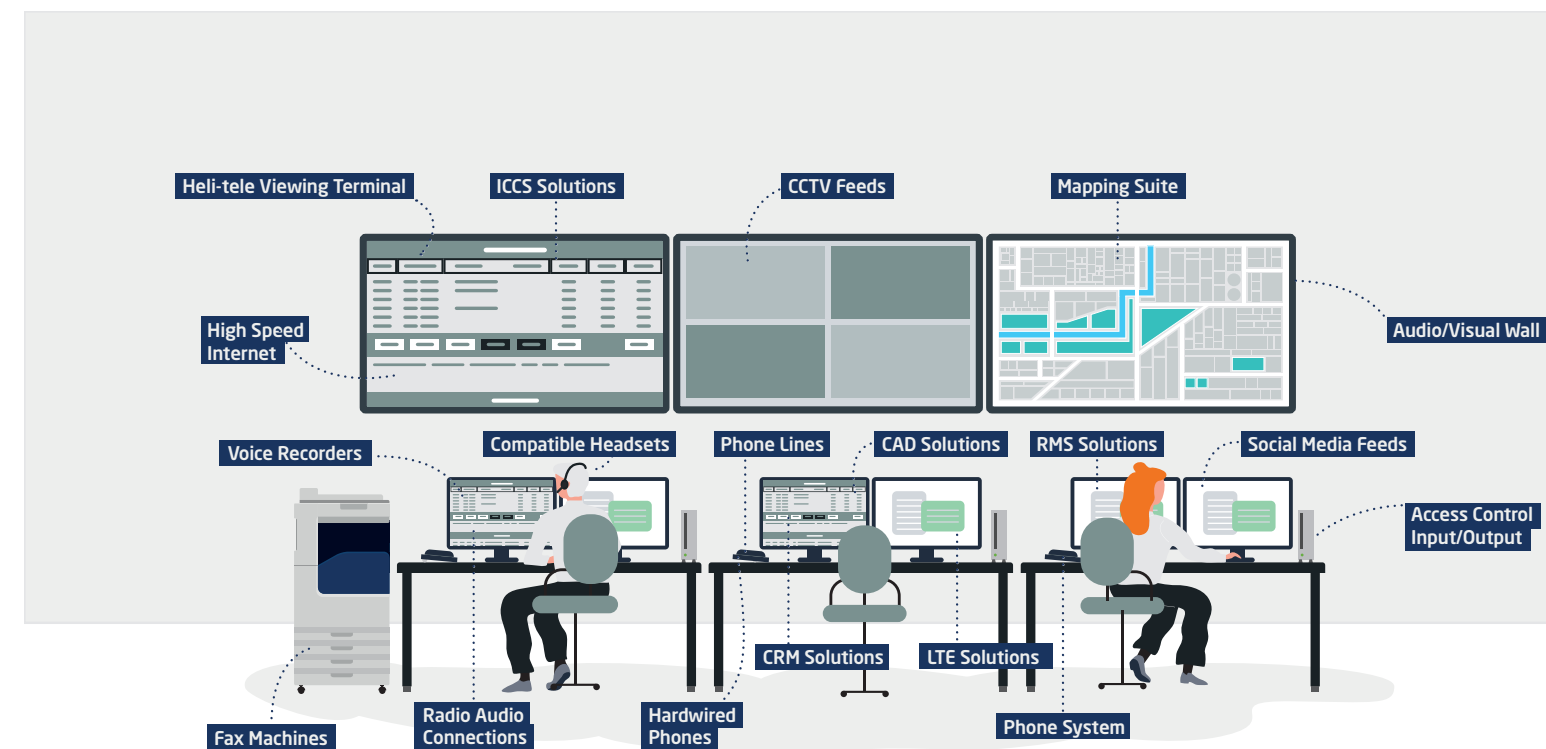 Heli-tele Viewing Terminal
ICCS Solutions
CCTV Feeds
Mapping Suite
High Speed
Internet
Audio/Visual Wall
Voice Recorders
Compatible Headsets
Phone Lines
CAD Solutions
RMS Solutions
Social Media Feeds
Access Control
Input/Output
CRM Solutions
LTE Solutions
Radio Audio
Connections
Hardwired
Phones
Phone System
Fax Machines